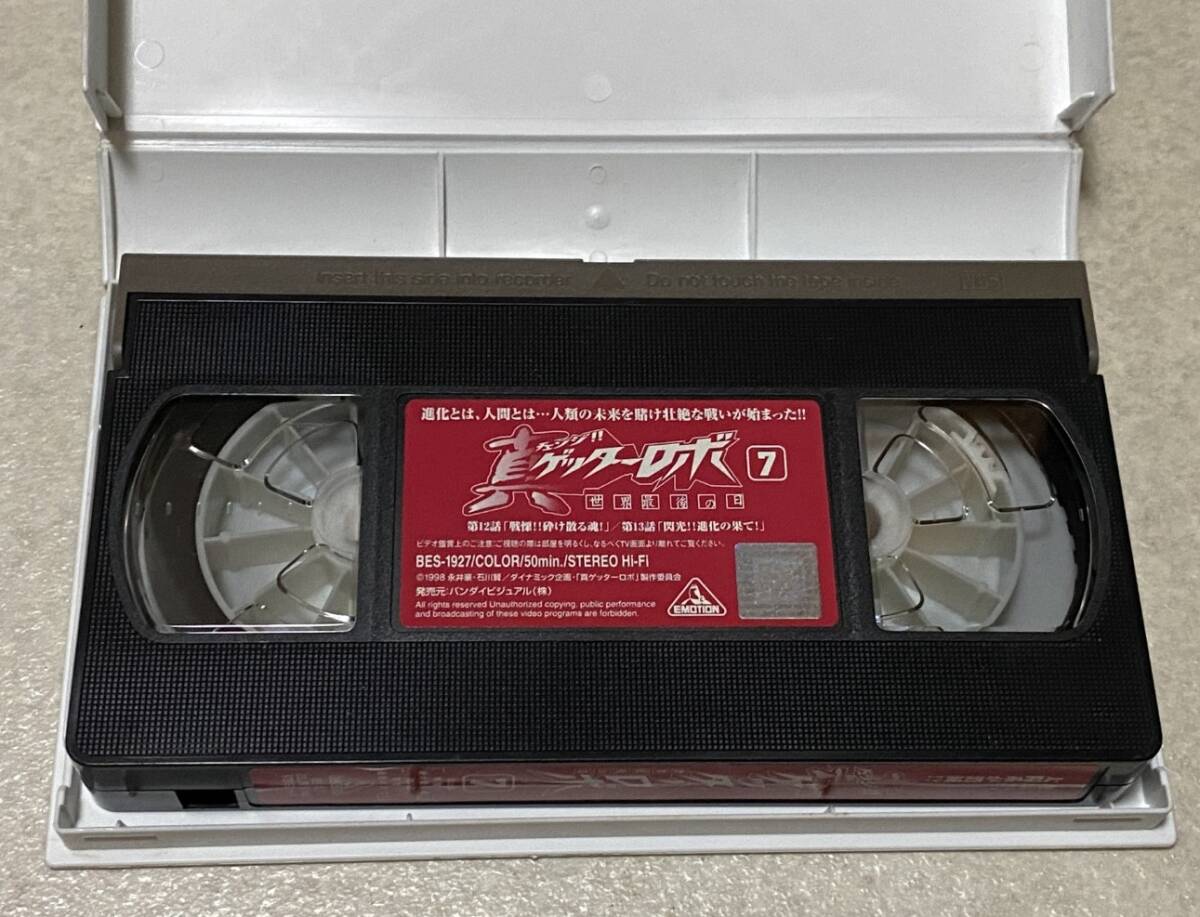 Insert this side into recorder Do not touch the tape inside VHS
進化とは、人間とは…人類の未来を賭け壮絶な戦いが始まった!!
チェンジ!!
真ゲッターロボ 7
世界最後の日
第12話「戦慄!!砕け散る魂!」/第13話「閃光!!進化の果て!」
ビデオ鑑賞上のご注意:ご視聴の際は部屋を明るくし、なるべくTV画面より離れてご覧ください。
BES-1927/COLOR/50min./STEREO Hi-Fi
©1998 永井豪・石川賢/ダイナミック企画・「真ゲッターロボ」製作委員会
発売元:バンダイビジュアル(株)
All rights reserved Unauthorized copying, public performance
and broadcasting of these video programs are forbidden.
EMOTION
真ゲッターロボ 7